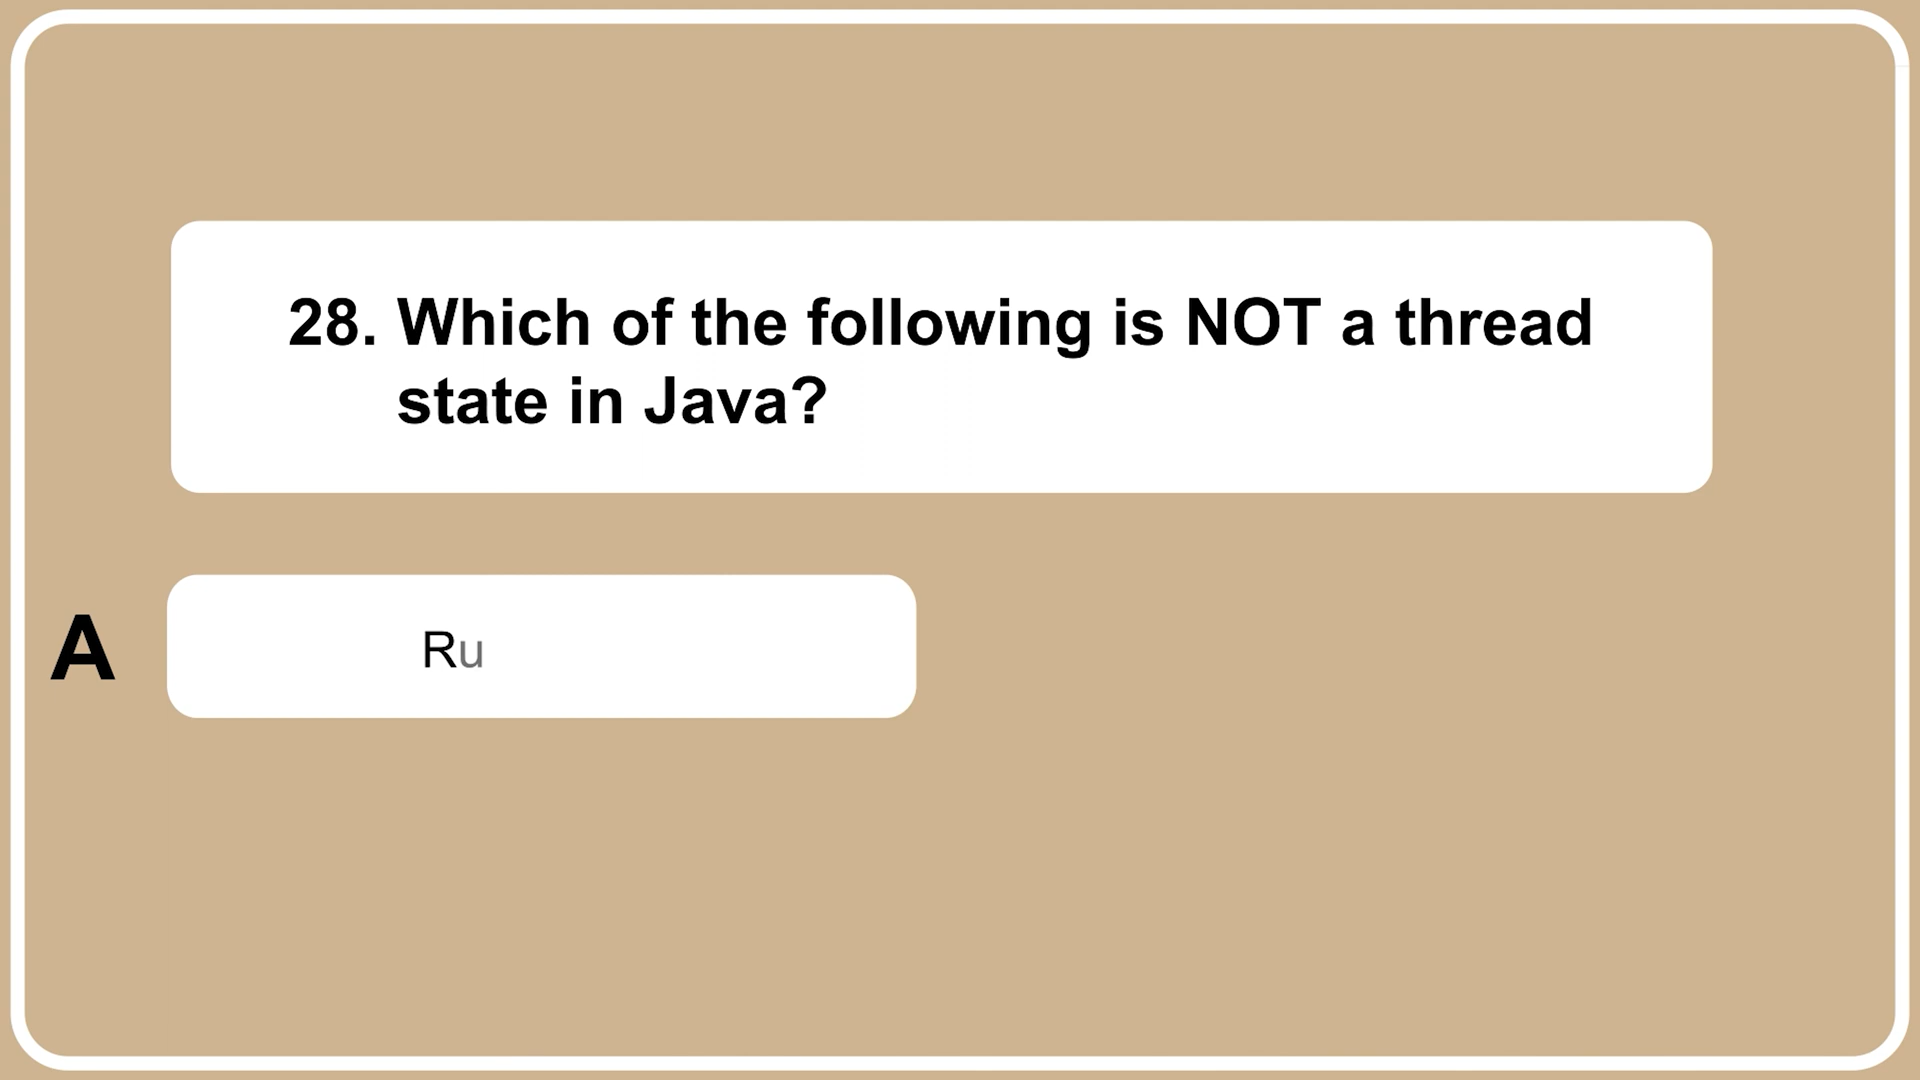 28. Which of the following is NOT a thread
state in Java?
A
Ru